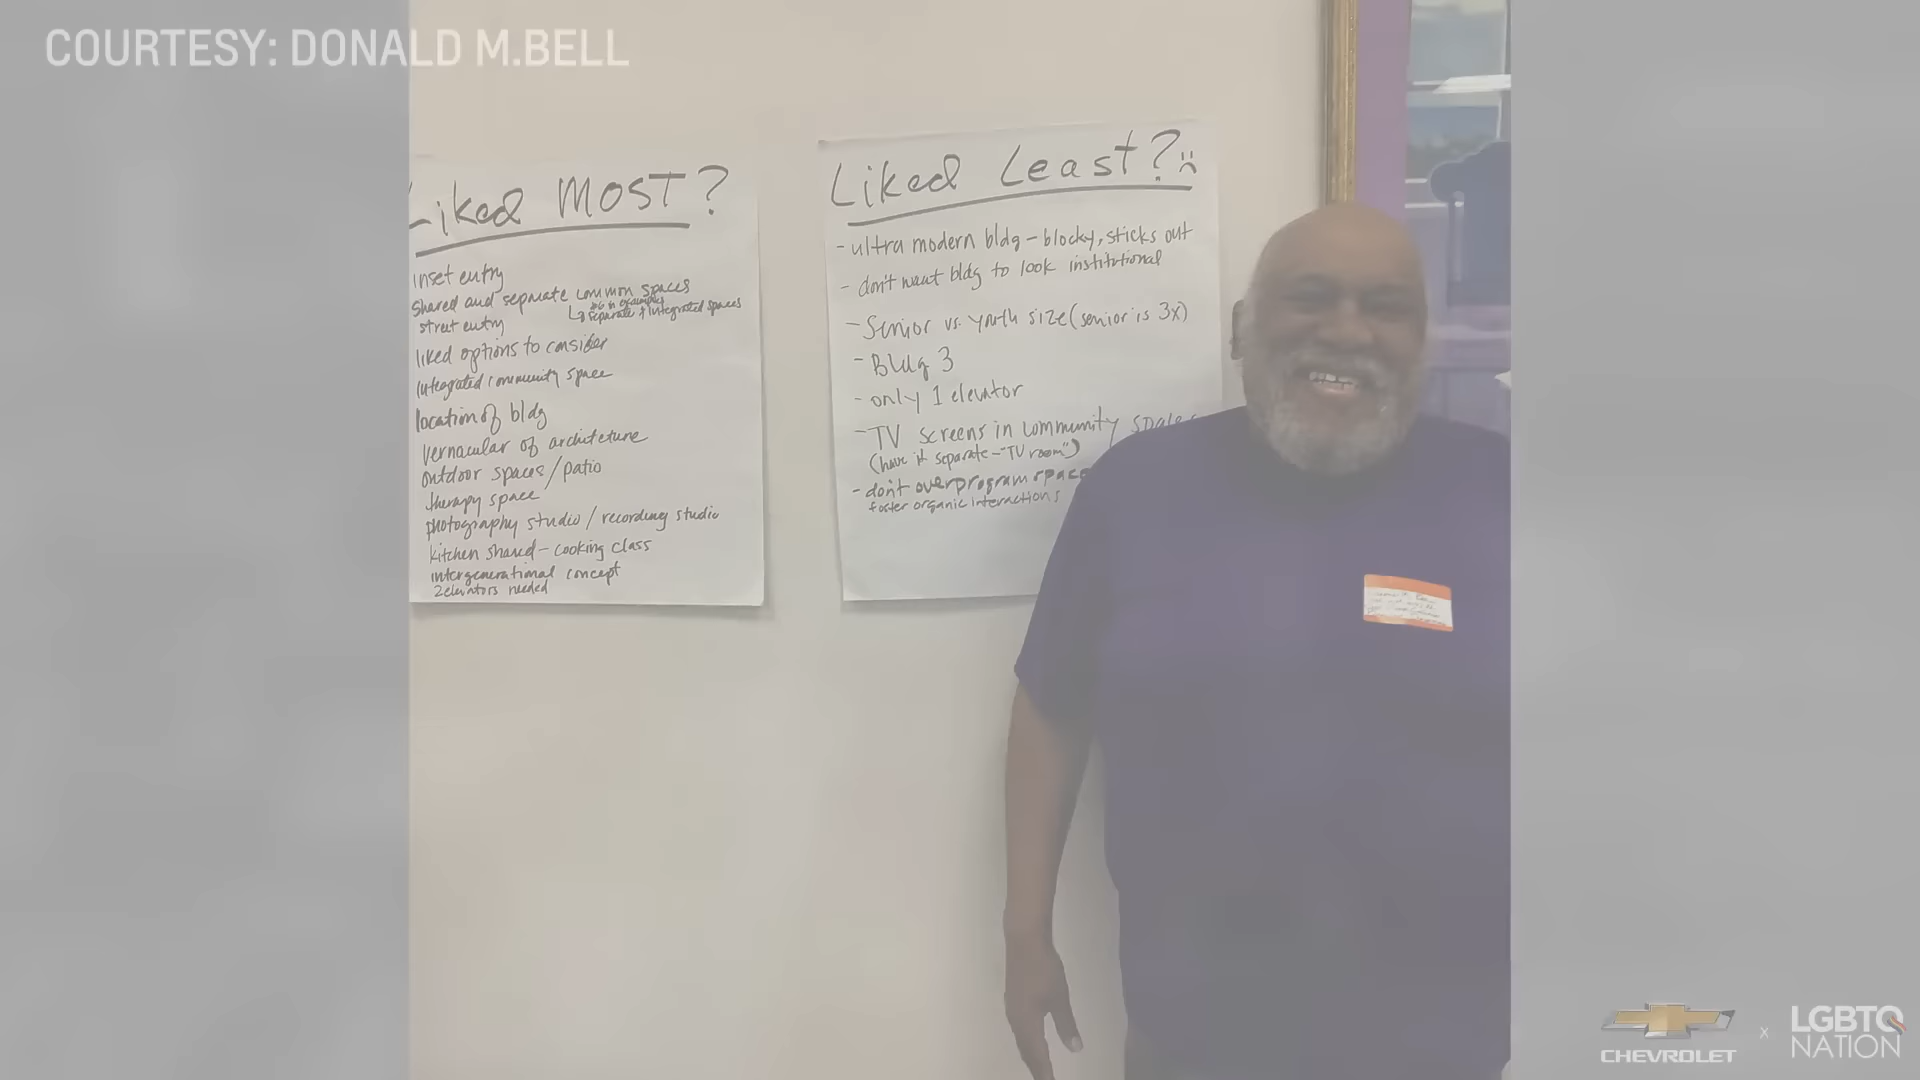 COURTESY: DONALD M.BELL
Liked MOST?
inset entry
shared and separate common spaces
separate + integrated spaces
street entry
liked options to consider
integrated community space
location of bldg
vernacular of architeture
outdoor spaces/patio
therapy space
photography studio / recording studio
kitchen shared - cooking class
intergenerational concept
2 elevators needed
Liked Least?
- ultra modern bldg - blocky, sticks out
- don't want bldg to look institutional
- Senior vs. youth size (senior is 3x)
- Bldg 3
- only 1 elevator
- TV screens in community spaces
(have it separate - "TV room")
- don't overprogram space
foster organic interactions
CHEVROLET
x
LGBTQ
NATION